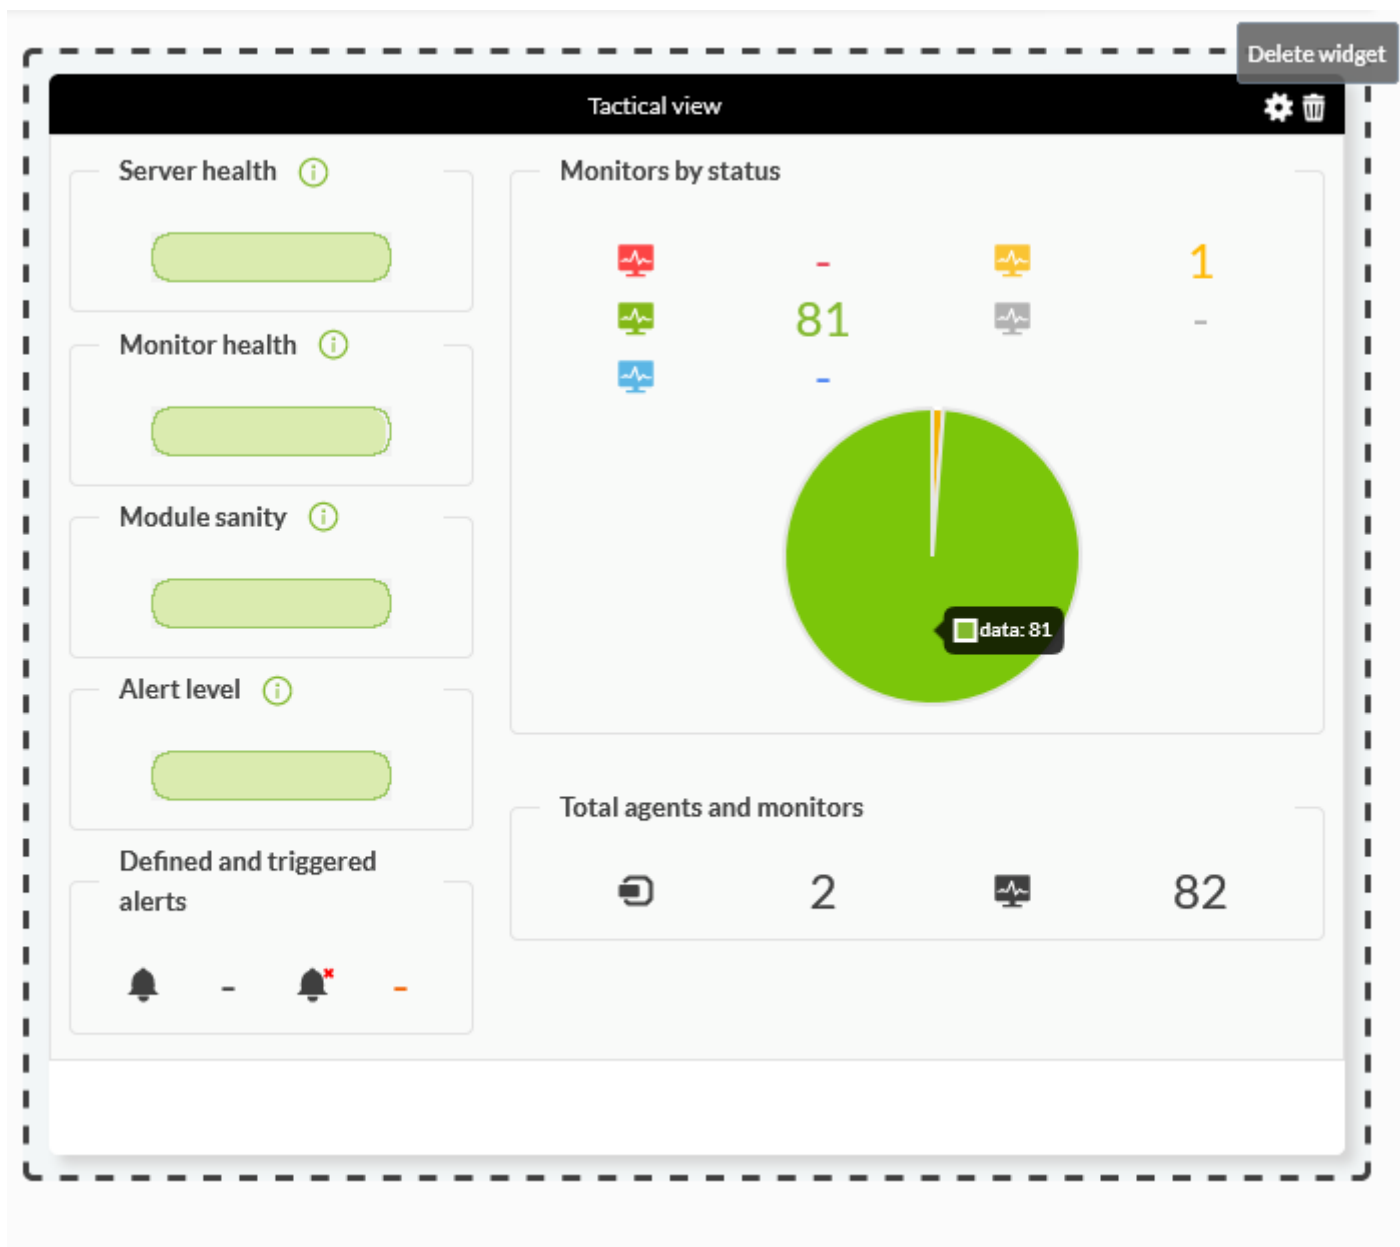 Delete widget
Tactical view
Server health
Monitor health
Module sanity
Alert level
Defined and triggered
alerts
- -
Monitors by status
- 1
81 -
-
data: 81
Total agents and monitors
2 82